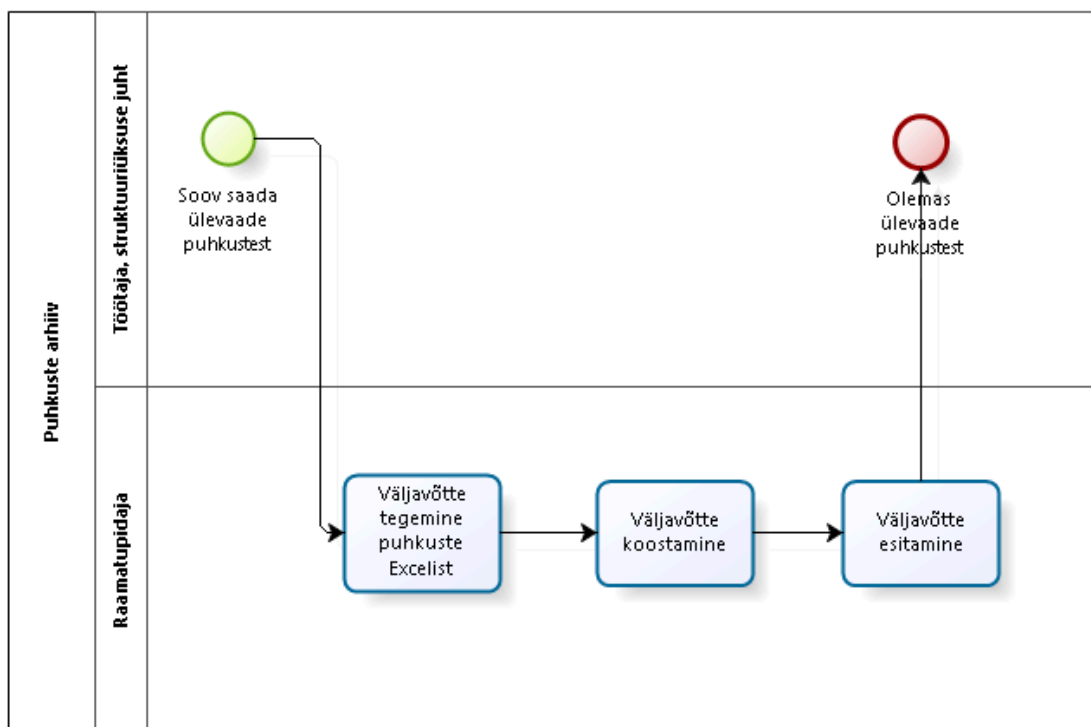 Puhkuste arhiiv
Töötaja, struktuuriüksuse juht
Soov saada
ülevaade
puhkustest
Olemas
ülevaade
puhkustest
Raamatupidaja
Väljavõtte
tegemine
puhkuste
Excelist
Väljavõtte
koostamine
Väljavõtte
esitamine